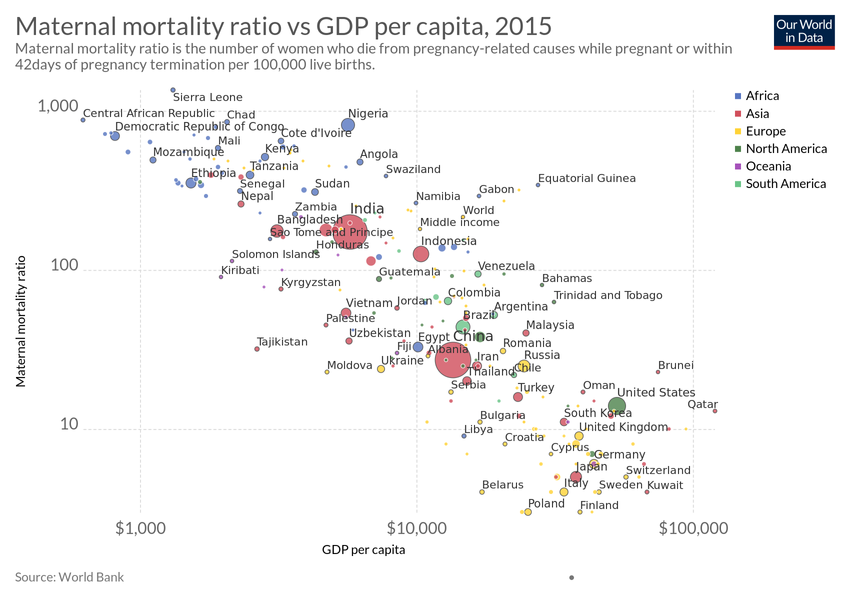 Maternal mortality ratio vs GDP per capita, 2015
Our World
in Data
Maternal mortality ratio is the number of women who die from pregnancy-related causes while pregnant or within
42days of pregnancy termination per 100,000 live births.
Africa
Asia
Europe
North America
Oceania
South America
Maternal mortality ratio
1,000
100
10
Sierra Leone
Central African Republic
Chad
Nigeria
Democratic Republic of Congo
Cote d'Ivoire
Mali
Kenya
Mozambique
Angola
Tanzania
Ethiopia
Swaziland
Equatorial Guinea
Senegal
Sudan
Gabon
Nepal
Namibia
Zambia
India
World
Bangladesh
Middle income
Sao Tome and Principe
Honduras
Indonesia
Solomon Islands
Kiribati
Guatemala
Venezuela
Kyrgyzstan
Bahamas
Colombia
Trinidad and Tobago
Vietnam
Jordan
Argentina
Palestine
Brazil
Malaysia
Uzbekistan
Egypt
China
Tajikistan
Fiji
Albania
Romania
Moldova
Ukraine
Iran
Russia
Thailand
Chile
Brunei
Serbia
Turkey
Oman
United States
Qatar
Bulgaria
South Korea
Libya
Croatia
United Kingdom
Cyprus
Germany
Japan
Switzerland
Belarus
Italy
Sweden
Kuwait
Poland
Finland
$1,000
$10,000
$100,000
GDP per capita
Source: World Bank